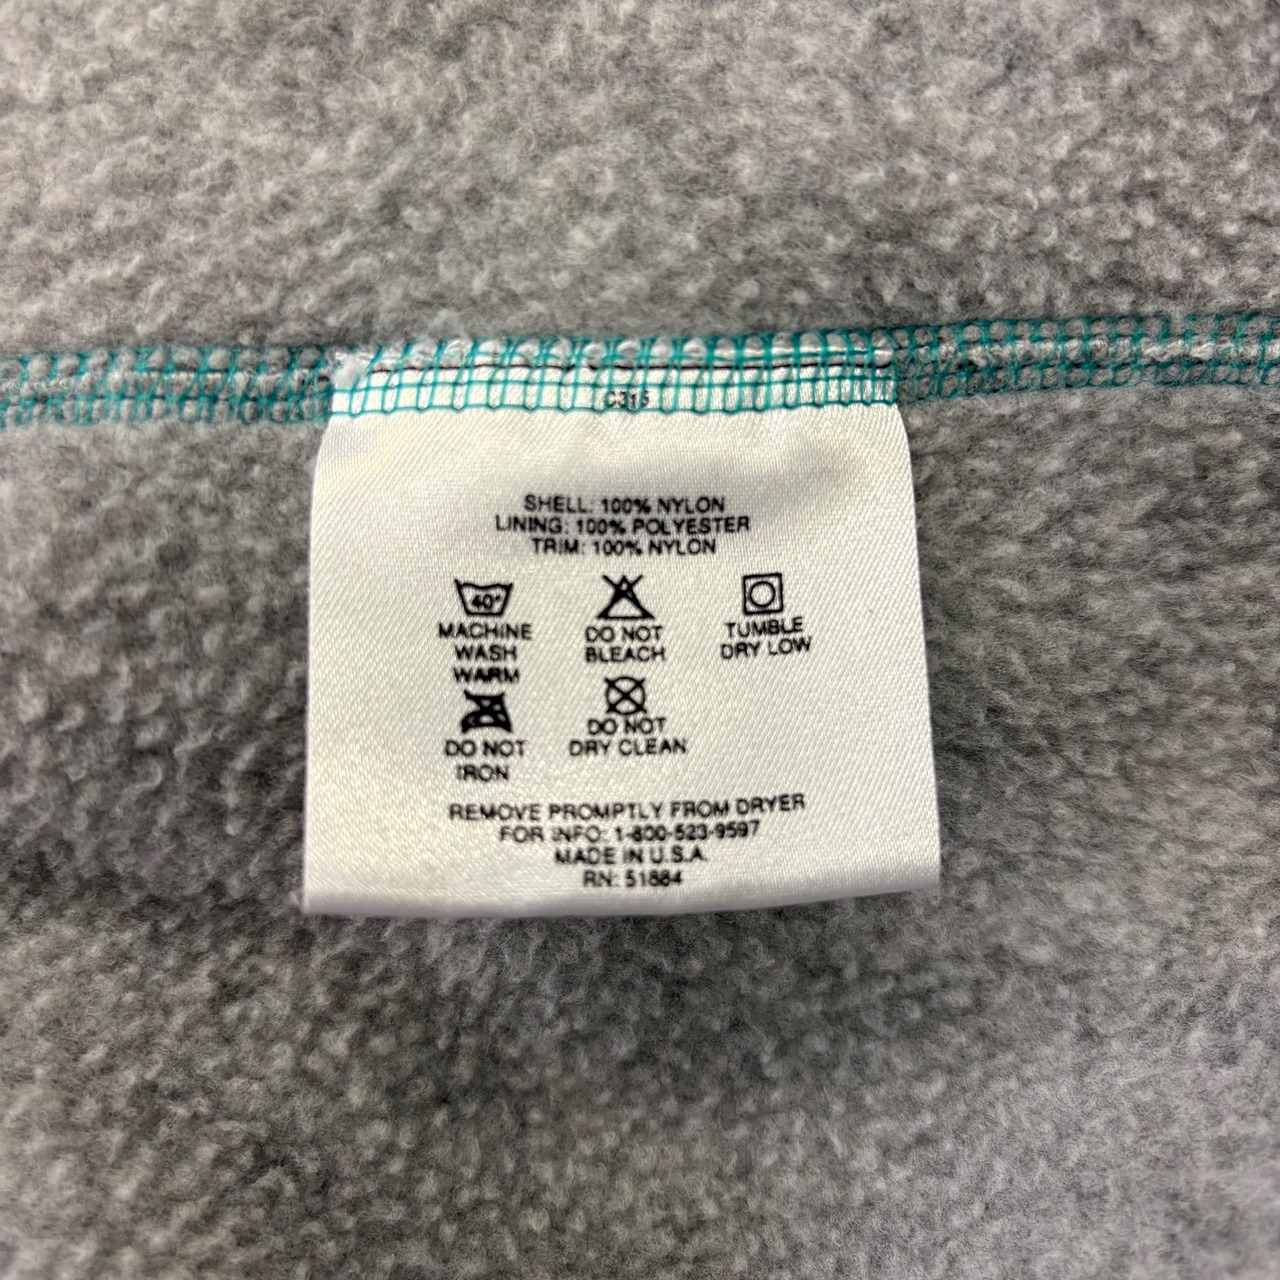 C315
SHELL: 100% NYLON
LINING: 100% POLYESTER
TRIM: 100% NYLON
40°
MACHINE
WASH
WARM
DO NOT
BLEACH
TUMBLE
DRY LOW
DO NOT
IRON
DO NOT
DRY CLEAN
REMOVE PROMPTLY FROM DRYER
FOR INFO: 1-800-523-9597
MADE IN U.S.A.
RN: 51884